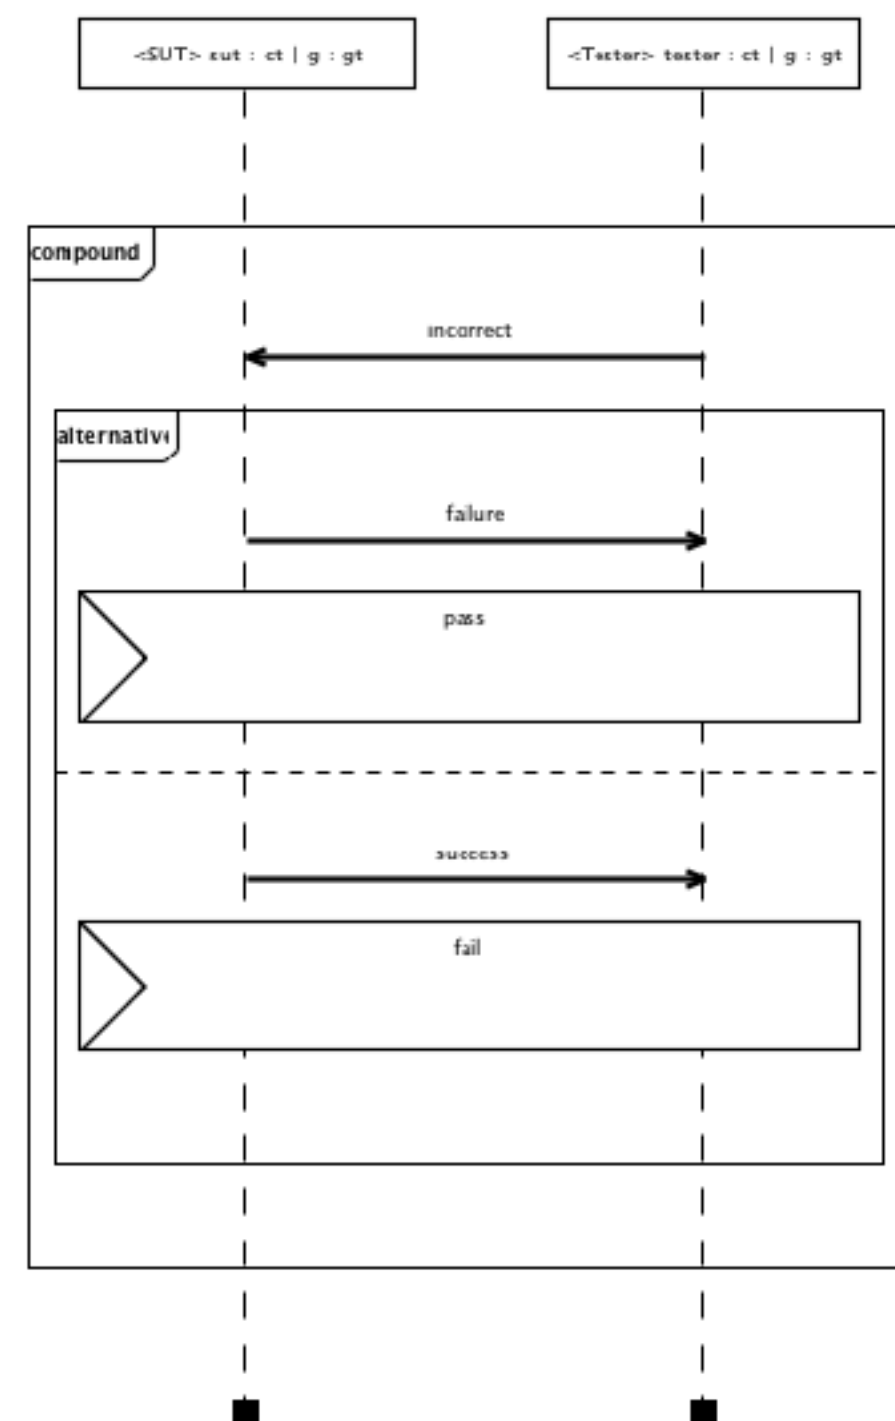 <SUT> sut : ct | g : gt
<Tester> tester : ct | g : gt
compound
incorrect
alternative
failure
pass
success
fail